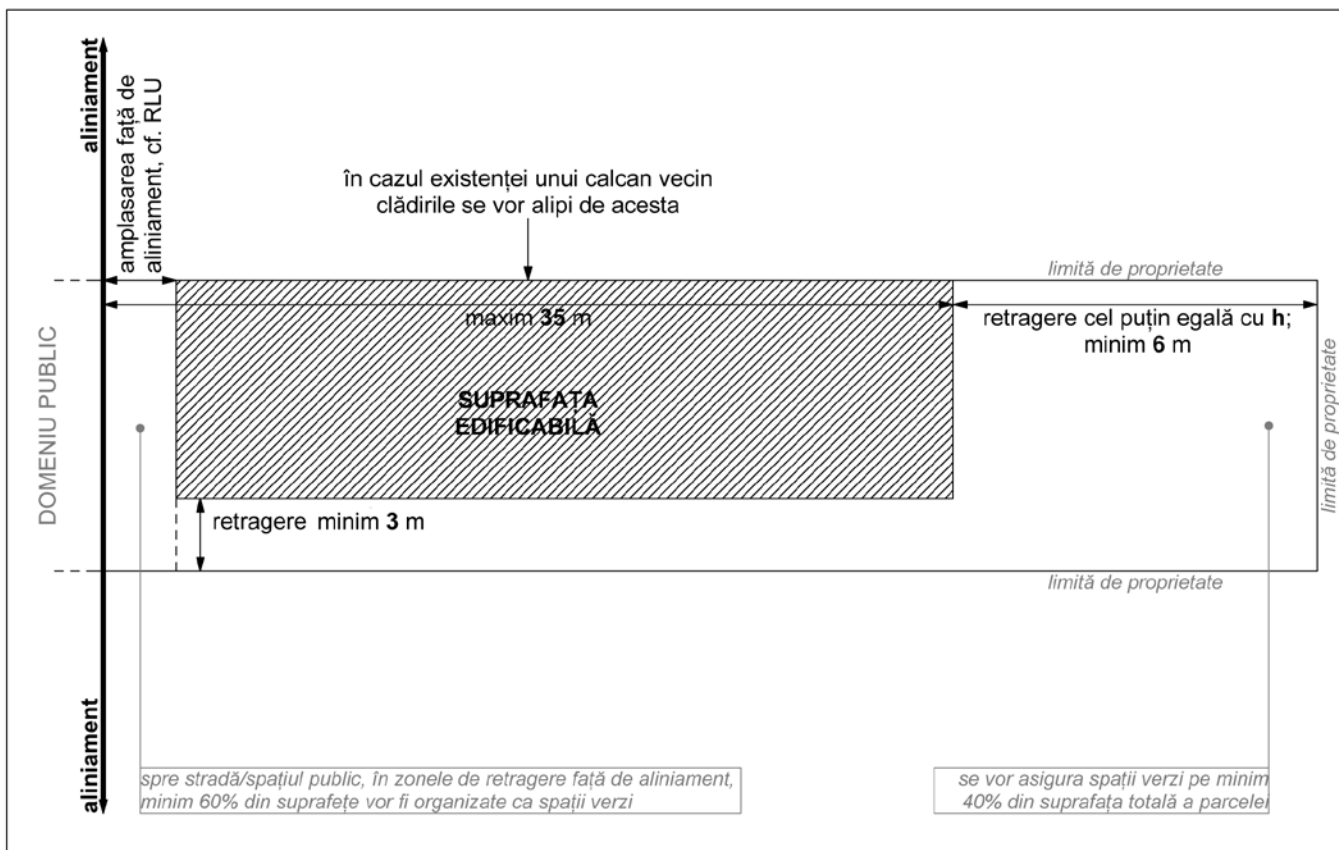 aliniament
amplasarea față de
aliniament, cf. RLU
în cazul existenței unui calcan vecin
clădirile se vor alipi de acesta
limită de proprietate
maxim 35 m
retragere cel puțin egală cu h;
minim 6 m
DOMENIU PUBLIC
SUPRAFAȚA
EDIFICABILĂ
limită de proprietate
retragere minim 3 m
limită de proprietate
aliniament
spre stradă/spațiul public, în zonele de retragere față de aliniament,
minim 60% din suprafețe vor fi organizate ca spații verzi
se vor asigura spații verzi pe minim
40% din suprafața totală a parcelei